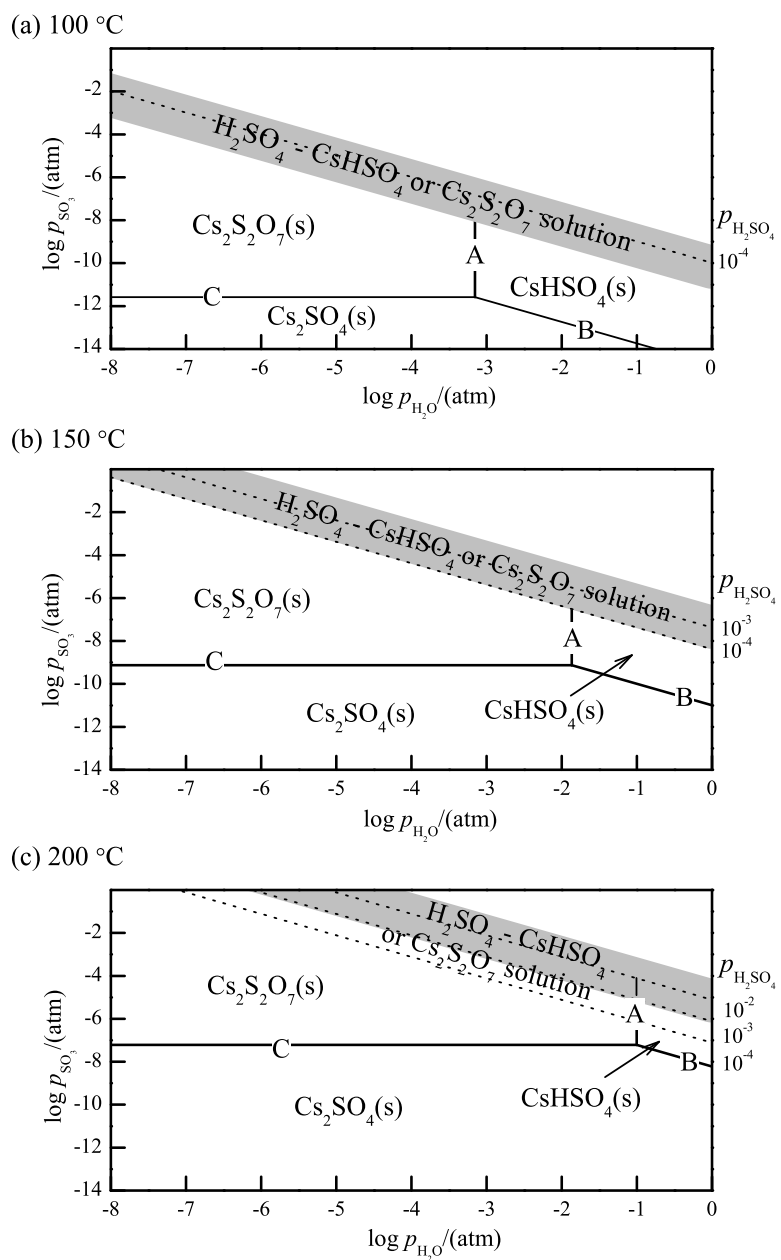 (a) 100 °C
log p_SO₃/(atm)
-2
-4
-6
-8
-10
-12
-14
H₂SO₄ - CsHSO₄ or Cs₂S₂O₇ solution
Cs₂S₂O₇(s)
A
CsHSO₄(s)
C
Cs₂SO₄(s)
B
p_H₂SO₄
10⁻⁴
-8 -7 -6 -5 -4 -3 -2 -1 0
log p_H₂O/(atm)
(b) 150 °C
log p_SO₃/(atm)
-2
-4
-6
-8
-10
-12
-14
H₂SO₄ - CsHSO₄ or Cs₂S₂O₇ solution
Cs₂S₂O₇(s)
A
C
B
Cs₂SO₄(s)
CsHSO₄(s)
p_H₂SO₄
10⁻³
10⁻⁴
-8 -7 -6 -5 -4 -3 -2 -1 0
log p_H₂O/(atm)
(c) 200 °C
log p_SO₃/(atm)
-2
-4
-6
-8
-10
-12
-14
H₂SO₄ - CsHSO₄
or Cs₂S₂O₇ solution
Cs₂S₂O₇(s)
A
C
B
Cs₂SO₄(s)
CsHSO₄(s)
p_H₂SO₄
10⁻²
10⁻³
10⁻⁴
-8 -7 -6 -5 -4 -3 -2 -1 0
log p_H₂O/(atm)